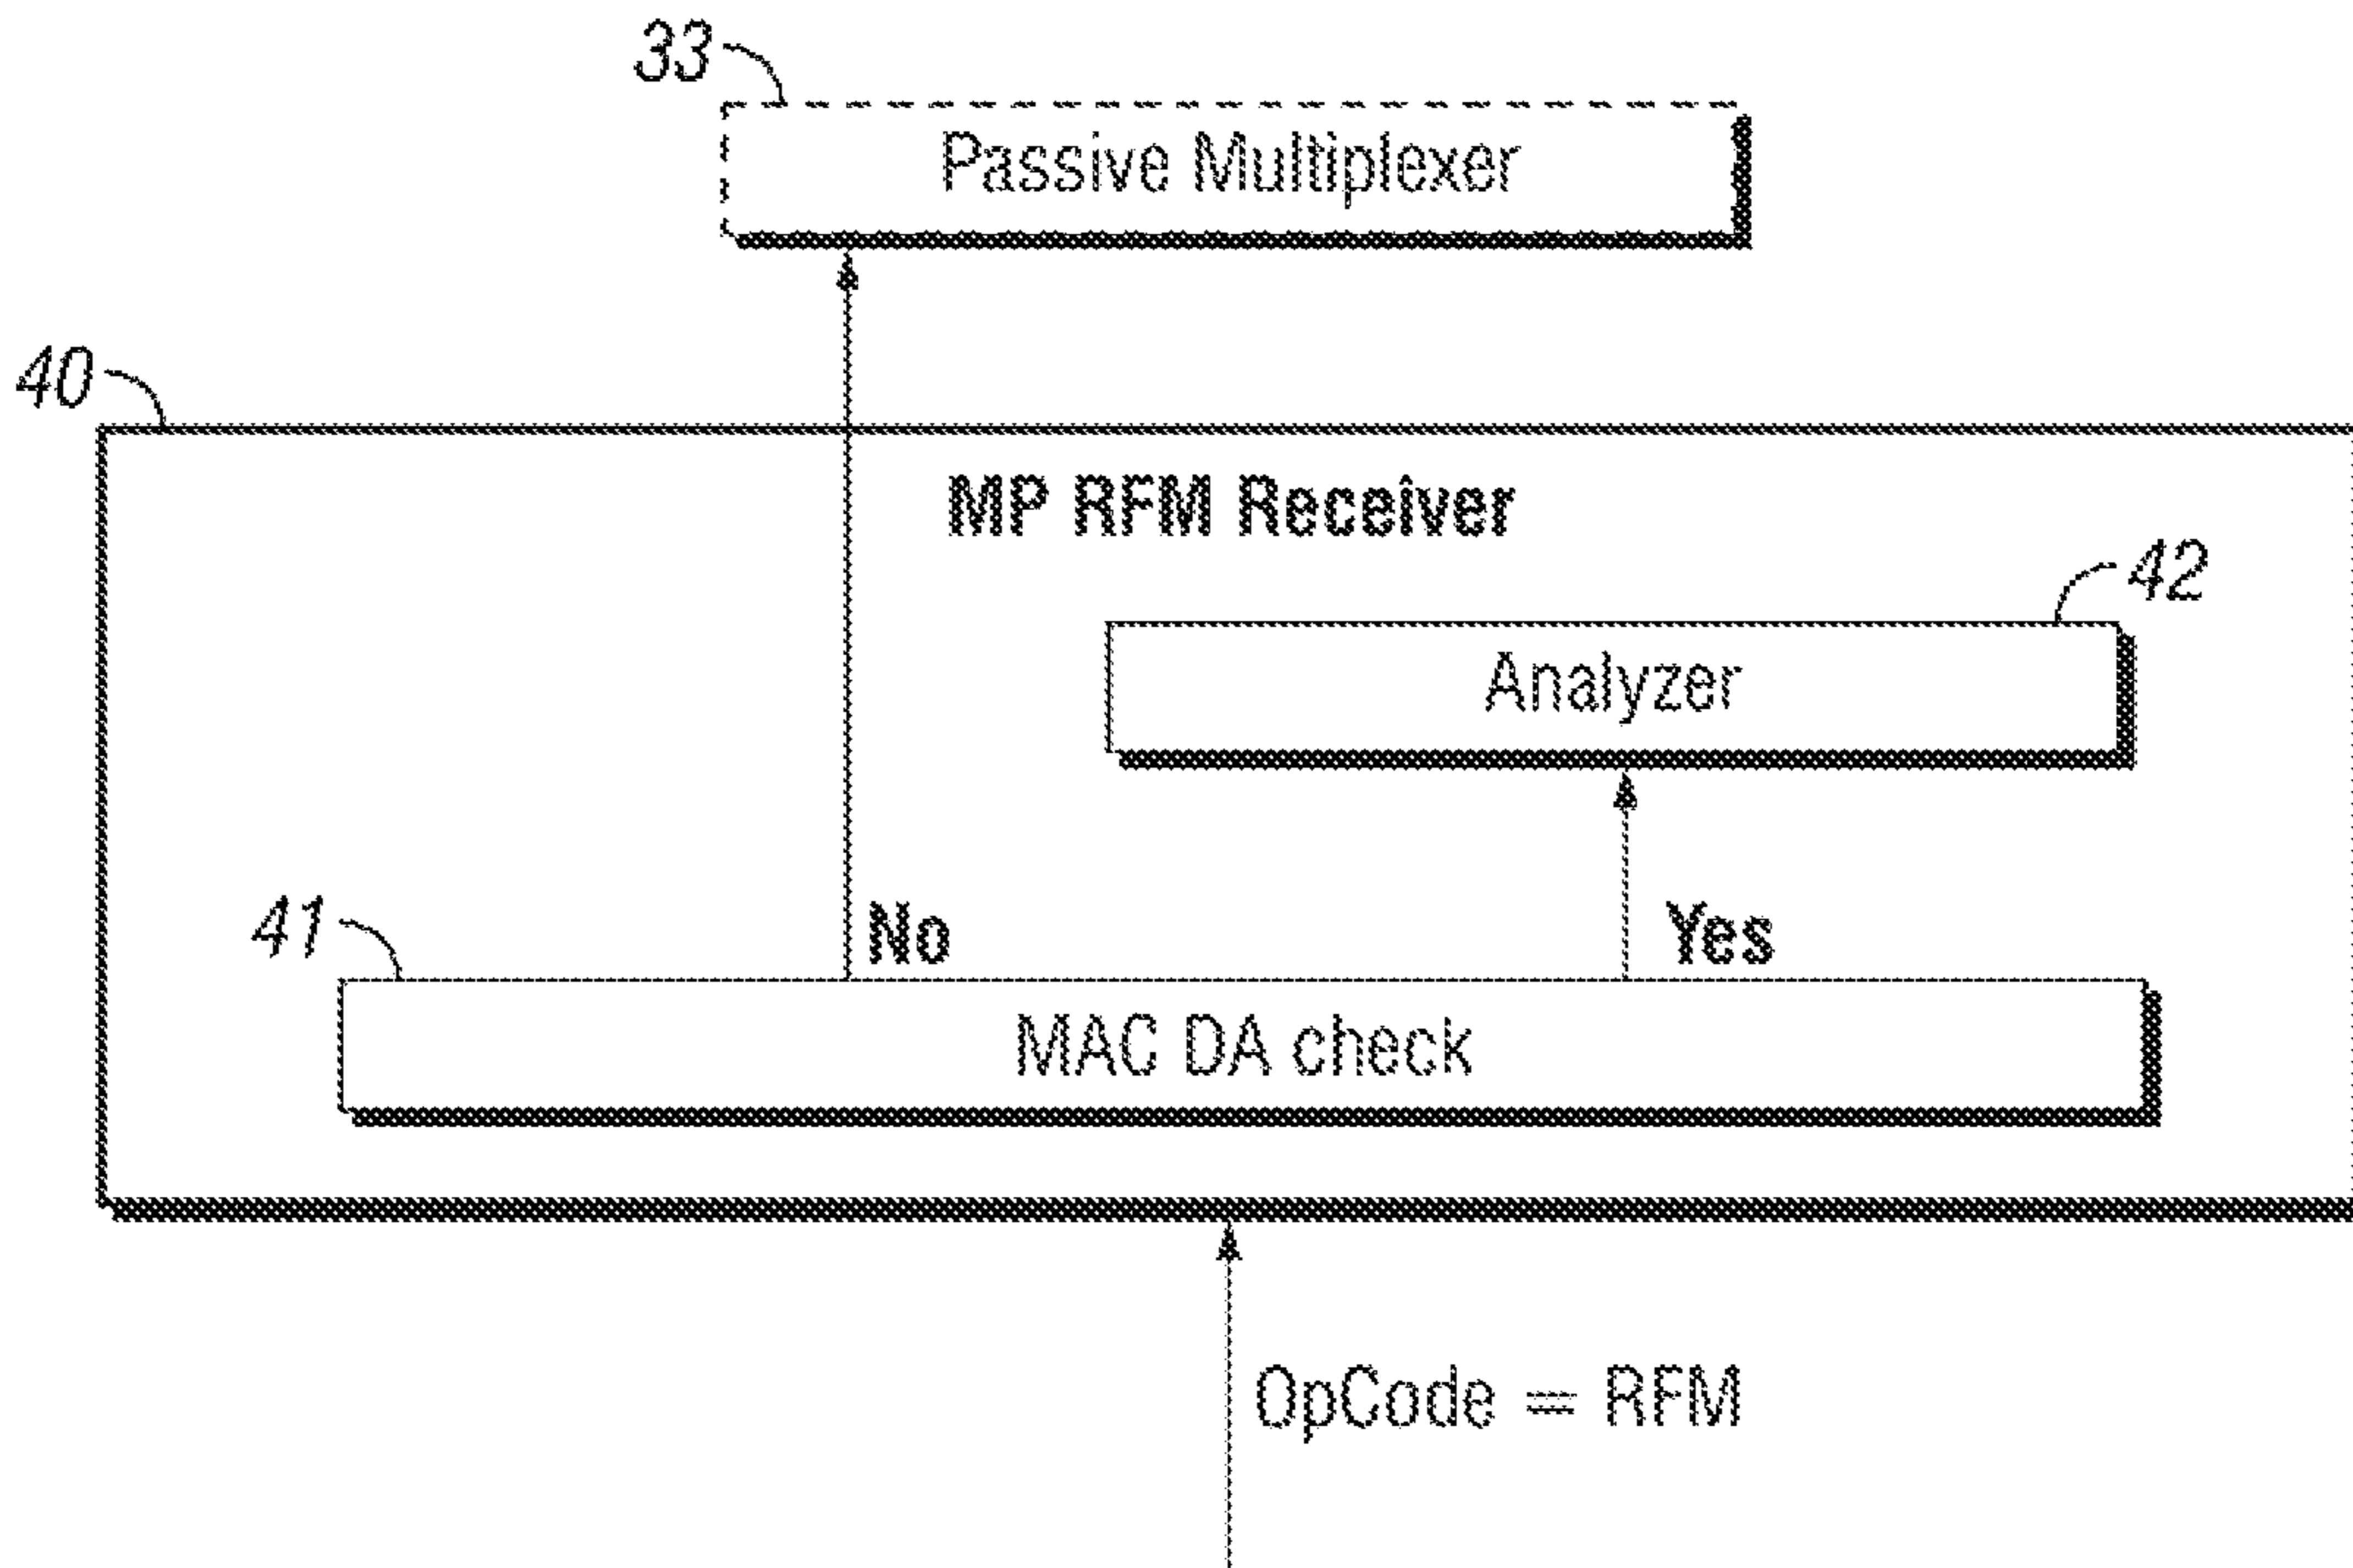 33
Passive Multiplexer
40
MP RFM Receiver
42
Analyzer
41
No
Yes
MAC DA check
OpCode = RFM